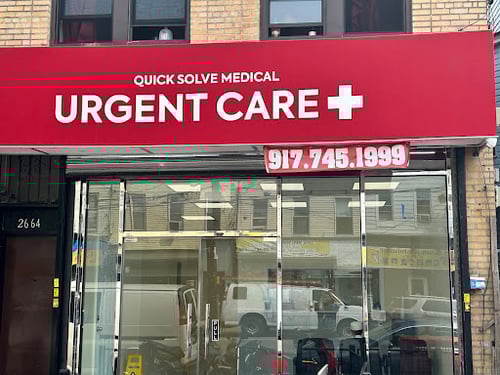 QUICK SOLVE MEDICAL
URGENT CARE
917.745.1999
2664